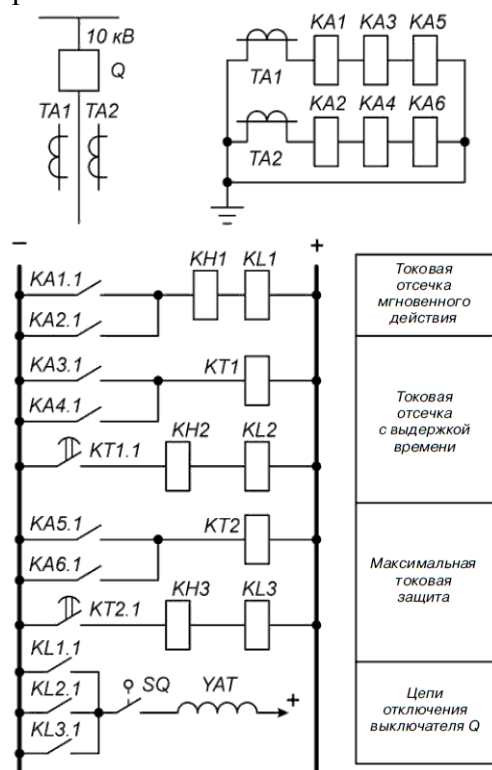 10 кВ
Q
TA1 TA2
KA1 KA3 KA5
TA1
KA2 KA4 KA6
TA2
– +
KA1.1
KH1 KL1
KA2.1
Токовая
отсечка
мгновенного
действия
KA3.1
KT1
KA4.1
KT1.1
KH2 KL2
Токовая
отсечка
с выдержкой
времени
KA5.1
KT2
KA6.1
KT2.1
KH3 KL3
Максимальная
токовая
защита
KL1.1
KL2.1
SQ YAT +
KL3.1
Цепи
отключения
выключателя Q